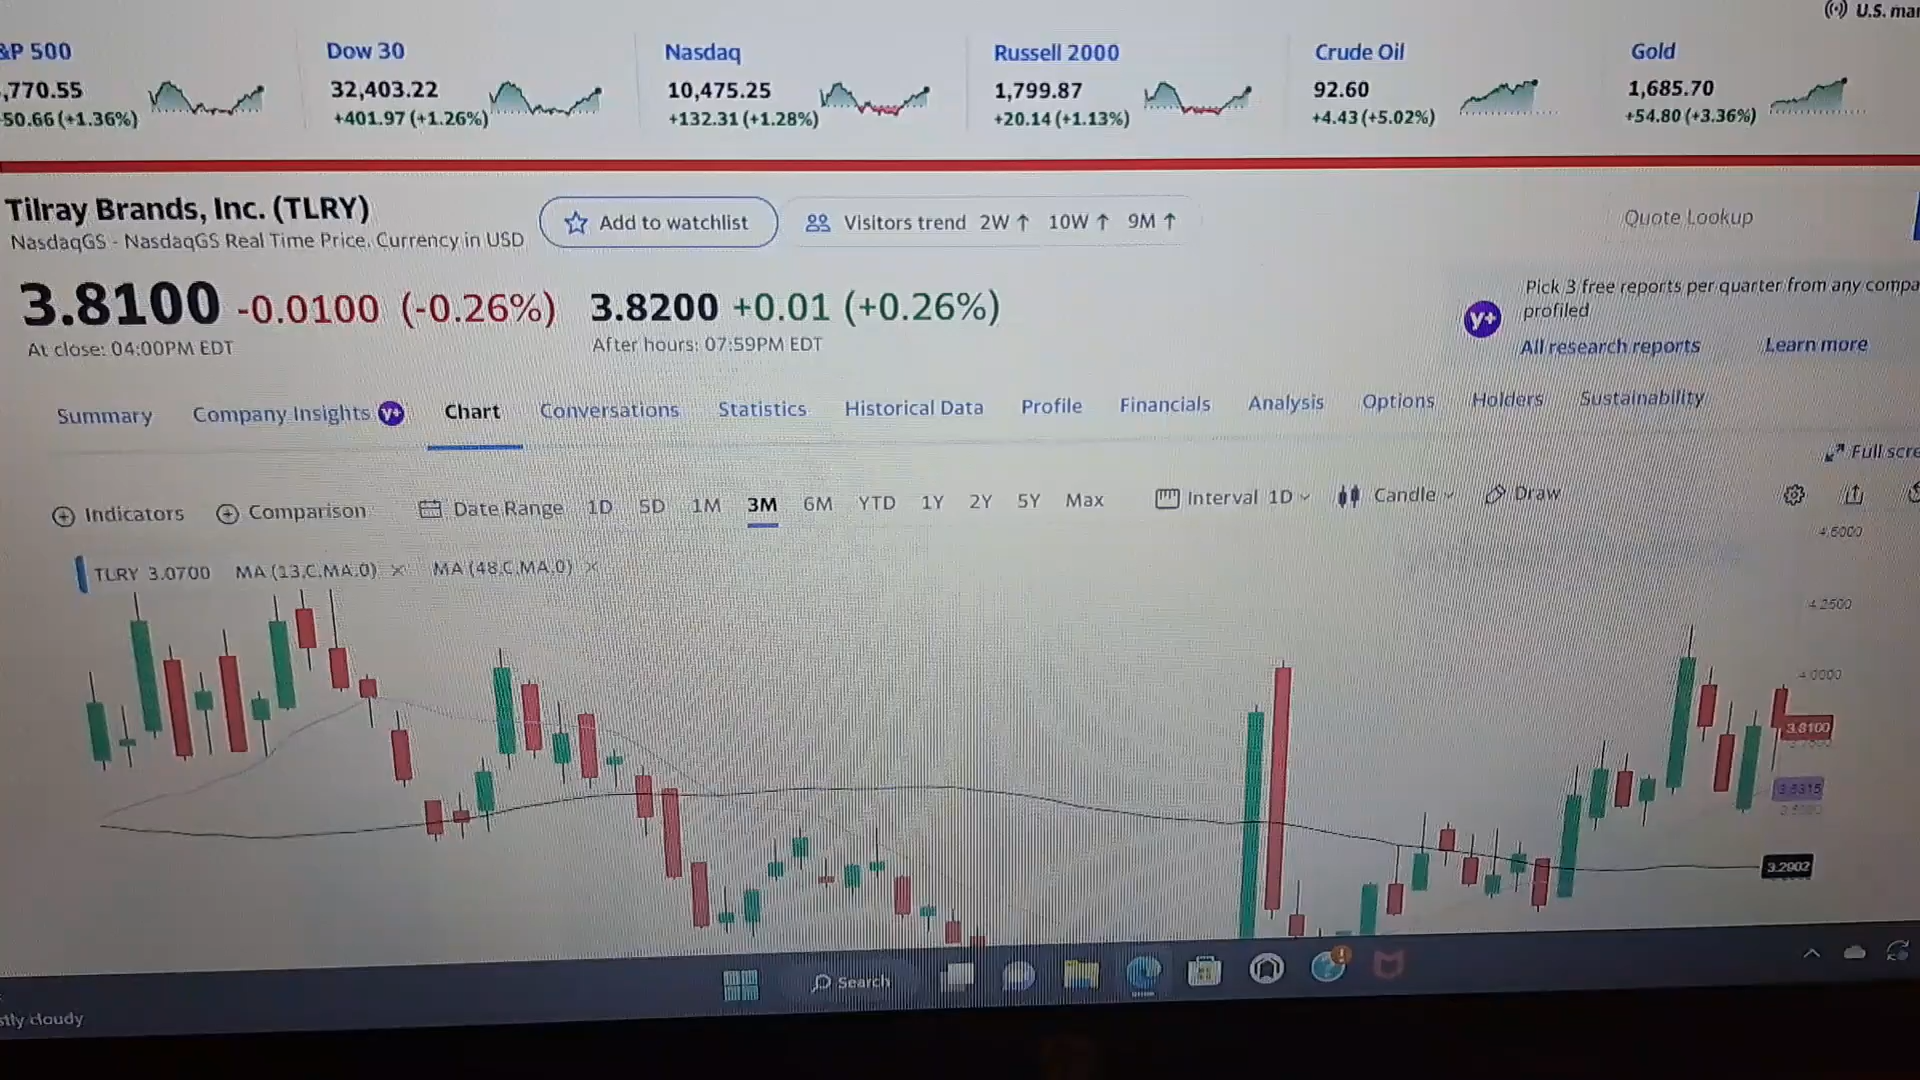 U.S. mar
&P 500 Dow 30 Nasdaq Russell 2000 Crude Oil Gold
,770.55 32,403.22 10,475.25 1,799.87 92.60 1,685.70
50.66 (+1.36%) +401.97 (+1.26%) +132.31 (+1.28%) +20.14 (+1.13%) +4.43 (+5.02%) +54.80 (+3.36%)
Tilray Brands, Inc. (TLRY)
NasdaqGS - NasdaqGS Real Time Price. Currency in USD
Add to watchlist
Visitors trend 2W ↑ 10W ↑ 9M ↑
Quote Lookup
3.8100 -0.0100 (-0.26%) 3.8200 +0.01 (+0.26%)
At close: 04:00PM EDT After hours: 07:59PM EDT
y+
Pick 3 free reports per quarter from any compa
profiled
All research reports Learn more
Summary Company Insights y+ Chart Conversations Statistics Historical Data Profile Financials Analysis Options Holders Sustainability
Full scre
Indicators Comparison Date Range 1D 5D 1M 3M 6M YTD 1Y 2Y 5Y Max Interval 1D Candle Draw
TLRY 3.0700 MA (13,C,MA,0) MA (48,C,MA,0)
4.5000
4.2500
4.0000
3.8100
3.2902
Search
stly cloudy